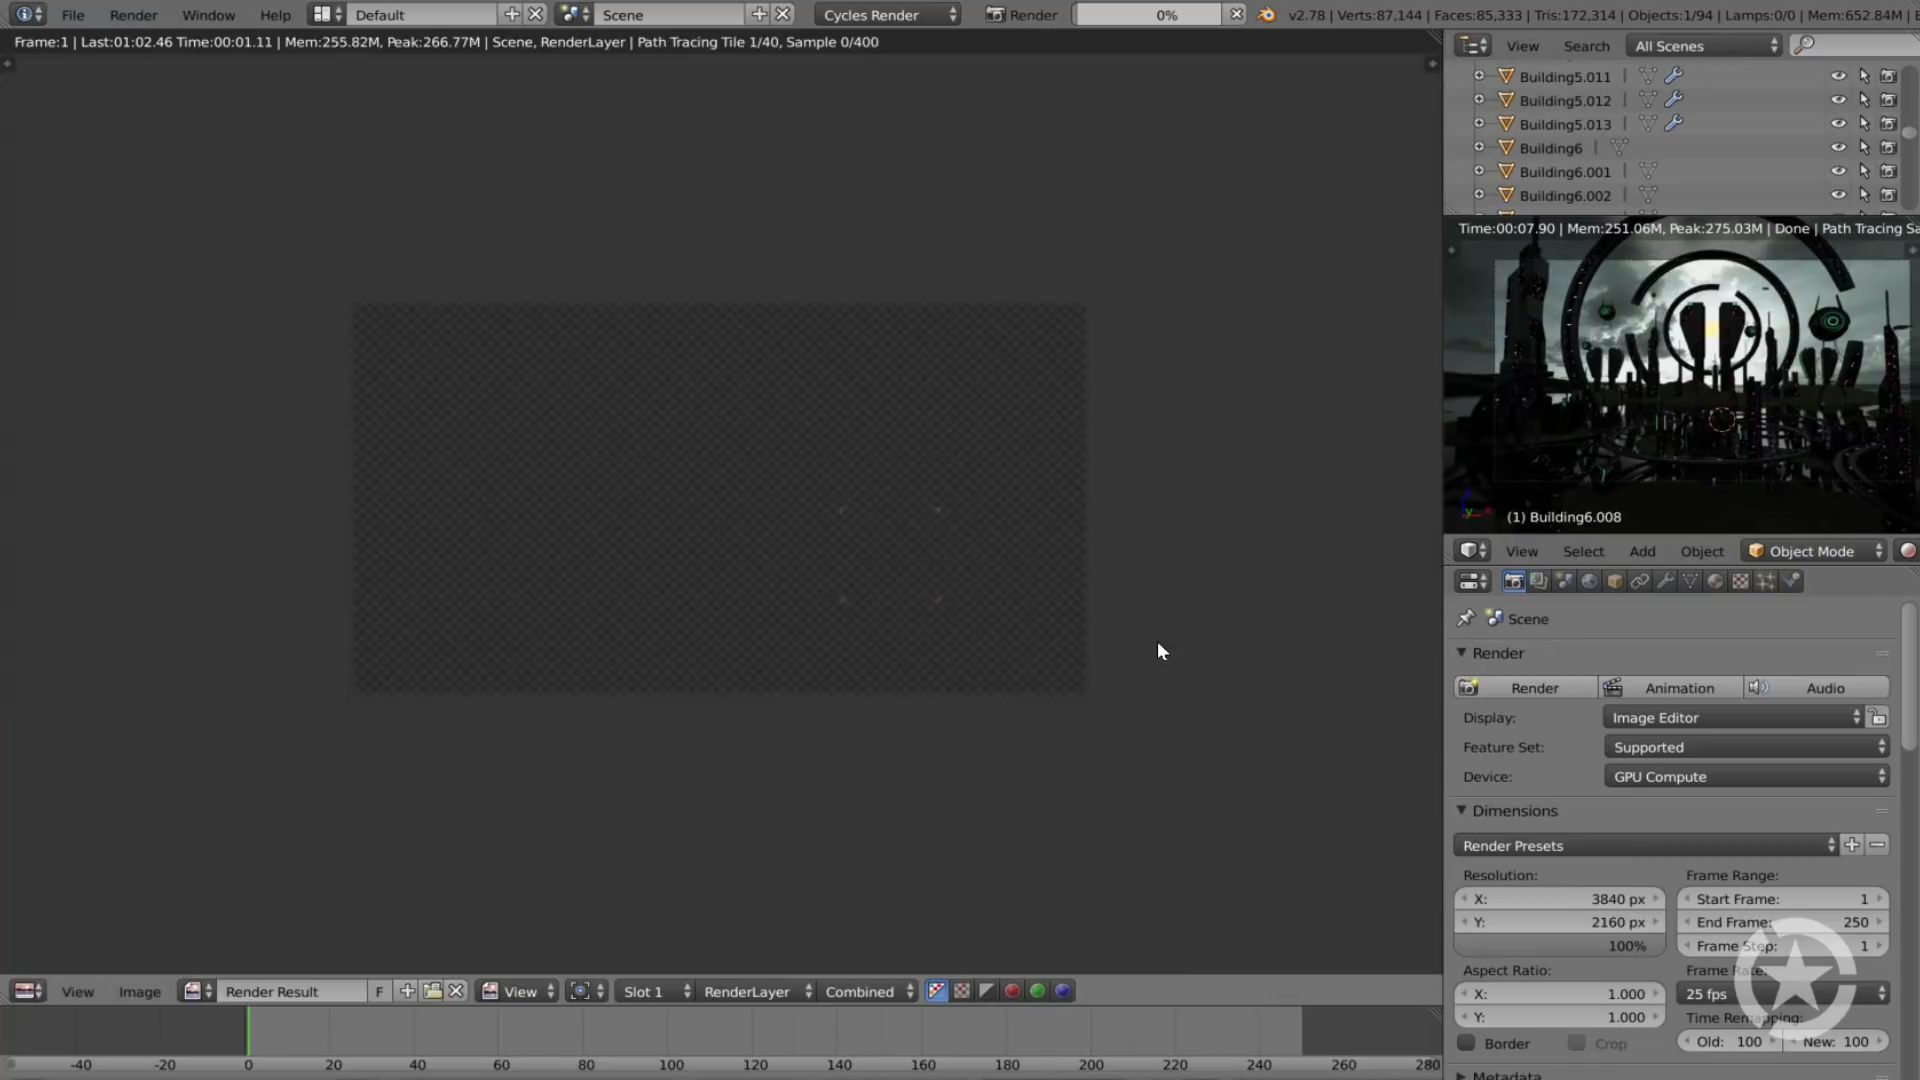 File Render Window Help Default Scene Cycles Render Render 0% v2.78 | Verts:87,144 | Faces:85,333 | Tris:172,314 | Objects:1/94 | Lamps:0/0 | Mem:652.84M |
Frame:1 | Last:01:02.46 Time:00:01.11 | Mem:255.82M, Peak:266.77M | Scene, RenderLayer | Path Tracing Tile 1/40, Sample 0/400
View Search All Scenes
Building5.011
Building5.012
Building5.013
Building6
Building6.001
Building6.002
Time:00:07.90 | Mem:251.06M, Peak:275.03M | Done | Path Tracing Sa
(1) Building6.008
View Select Add Object Object Mode
Scene
Render
Render Animation Audio
Display: Image Editor
Feature Set: Supported
Device: GPU Compute
Dimensions
Render Presets
Resolution: Frame Range:
X: 3840 px Start Frame: 1
Y: 2160 px End Frame: 250
100% Frame Step: 1
Aspect Ratio: Frame Rate:
X: 1.000 25 fps
Y: 1.000 Time Remapping:
Border Crop Old: 100 New: 100
Metadata
View Image Render Result F View Slot 1 RenderLayer Combined
-40 -20 0 20 40 60 80 100 120 140 160 180 200 220 240 260 280